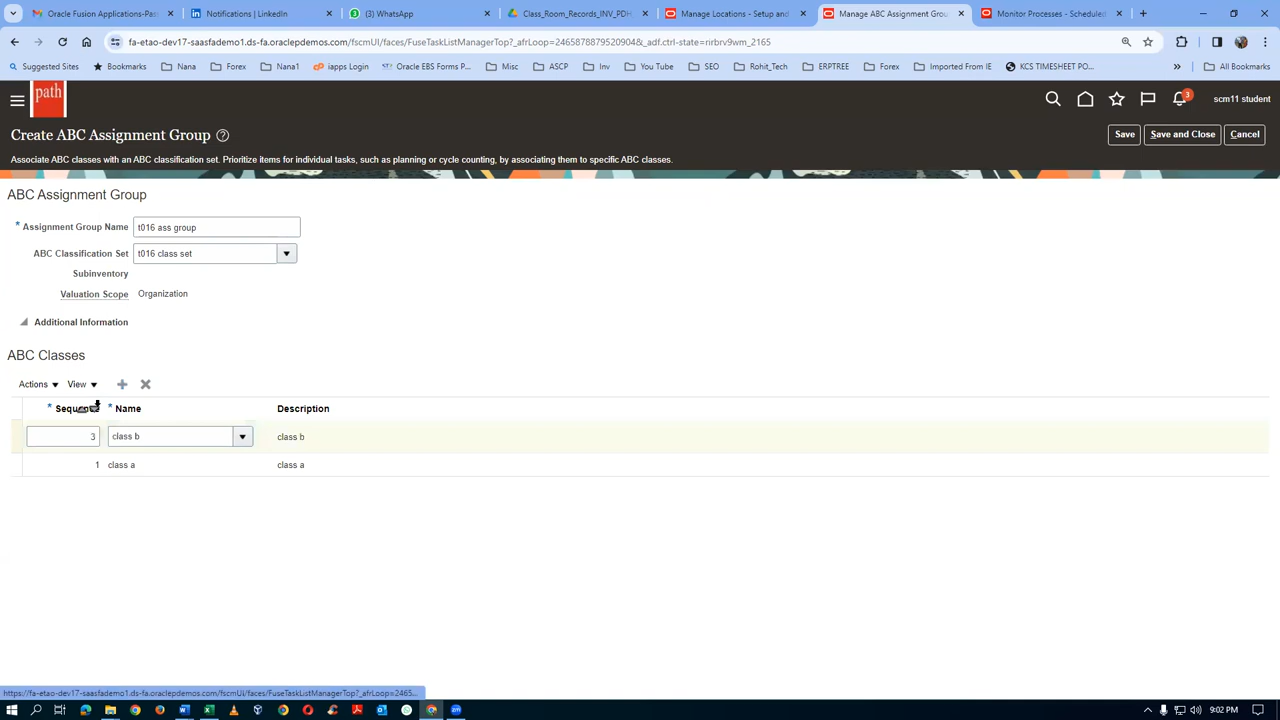 Oracle Fusion Applications-Pas
Notifications | LinkedIn
(3) WhatsApp
Class_Room_Records_INV_PDH
Manage Locations - Setup and
Manage ABC Assignment Grou
Monitor Processes - Scheduled
fa-etao-dev17-saasfademo1.ds-fa.oraclepdemos.com/fscmUI/faces/FuseTaskListManagerTop?_afrLoop=24658788795209048&_adf.ctrl-state=rirbrv9wm_2165
Suggested Sites
Bookmarks
Nana
Forex
Nana1
iapps Login
Oracle EBS Forms P...
Misc
ASCP
Inv
You Tube
SEO
Rohit_Tech
ERPTREE
Forex
Imported From IE
KCS TIMESHEET PO...
All Bookmarks
path
3
scm11 student
Create ABC Assignment Group
Save
Save and Close
Cancel
Associate ABC classes with an ABC classification set. Prioritize items for individual tasks, such as planning or cycle counting, by associating them to specific ABC classes.
ABC Assignment Group
* Assignment Group Name t016 ass group
ABC Classification Set t016 class set
Subinventory
Valuation Scope Organization
Additional Information
ABC Classes
Actions View
* Sequence * Name Description
3 class b class b
1 class a class a
https://fa-etao-dev17-saasfademo1.ds-fa.oraclepdemos.com/fscmUI/faces/FuseTaskListManagerTop?_afrLoop=2465...
9:02 PM